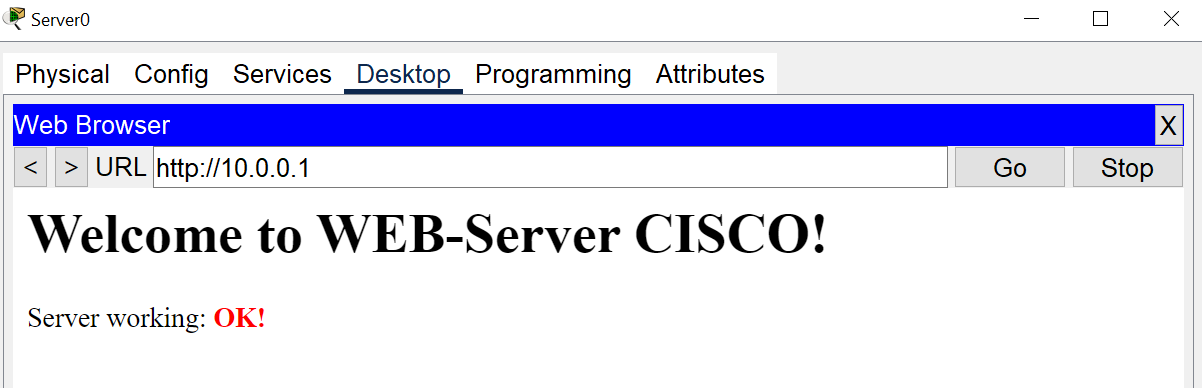 Server0
Physical Config Services Desktop Programming Attributes
Web Browser X
< > URL http://10.0.0.1 Go Stop
Welcome to WEB-Server CISCO!
Server working: OK!